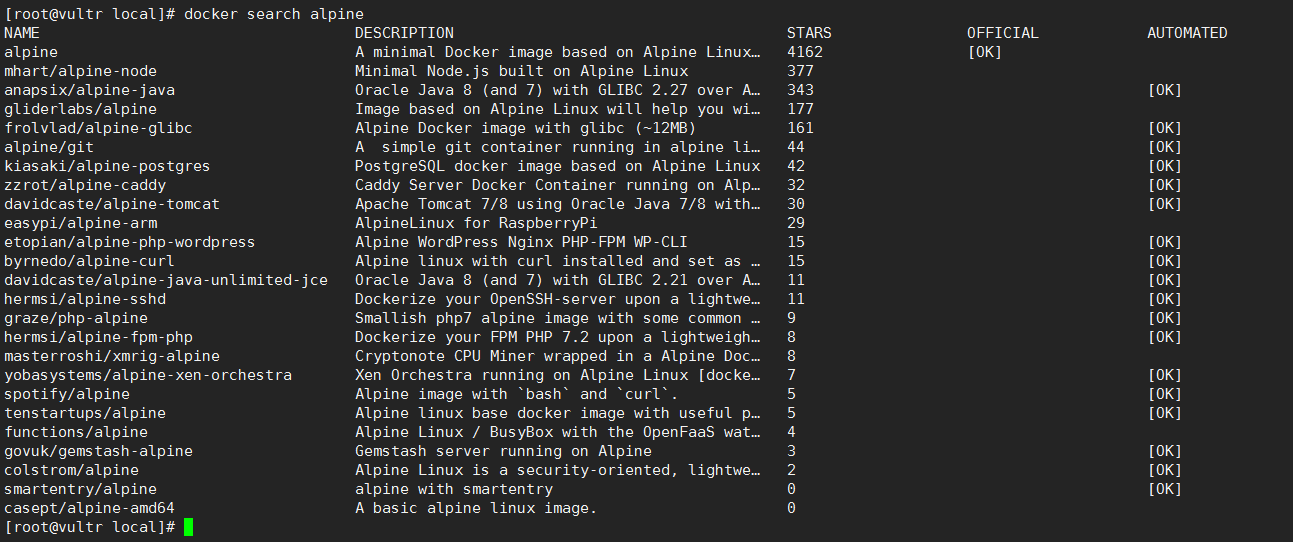 [root@vultr local]# docker search alpine
NAME DESCRIPTION STARS OFFICIAL AUTOMATED
alpine A minimal Docker image based on Alpine Linux… 4162 [OK]
mhart/alpine-node Minimal Node.js built on Alpine Linux 377
anapsix/alpine-java Oracle Java 8 (and 7) with GLIBC 2.27 over A… 343 [OK]
gliderlabs/alpine Image based on Alpine Linux will help you wi… 177
frolvlad/alpine-glibc Alpine Docker image with glibc (~12MB) 161 [OK]
alpine/git A  simple git container running in alpine li… 44 [OK]
kiasaki/alpine-postgres PostgreSQL docker image based on Alpine Linux 42 [OK]
zzrot/alpine-caddy Caddy Server Docker Container running on Alp… 32 [OK]
davidcaste/alpine-tomcat Apache Tomcat 7/8 using Oracle Java 7/8 with… 30 [OK]
easypi/alpine-arm AlpineLinux for RaspberryPi 29
etopian/alpine-php-wordpress Alpine WordPress Nginx PHP-FPM WP-CLI 15 [OK]
byrnedo/alpine-curl Alpine linux with curl installed and set as … 15 [OK]
davidcaste/alpine-java-unlimited-jce Oracle Java 8 (and 7) with GLIBC 2.21 over A… 11 [OK]
hermsi/alpine-sshd Dockerize your OpenSSH-server upon a lightwe… 11 [OK]
graze/php-alpine Smallish php7 alpine image with some common … 9 [OK]
hermsi/alpine-fpm-php Dockerize your FPM PHP 7.2 upon a lightweigh… 8 [OK]
masterroshi/xmrig-alpine Cryptonote CPU Miner wrapped in a Alpine Doc… 8
yobasystems/alpine-xen-orchestra Xen Orchestra running on Alpine Linux [docke… 7 [OK]
spotify/alpine Alpine image with `bash` and `curl`. 5 [OK]
tenstartups/alpine Alpine linux base docker image with useful p… 5 [OK]
functions/alpine Alpine Linux / BusyBox with the OpenFaaS wat… 4
govuk/gemstash-alpine Gemstash server running on Alpine 3 [OK]
colstrom/alpine Alpine Linux is a security-oriented, lightwe… 2 [OK]
smartentry/alpine alpine with smartentry 0 [OK]
casept/alpine-amd64 A basic alpine linux image. 0
[root@vultr local]#